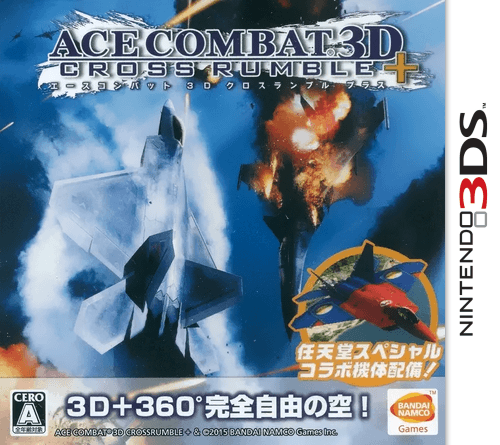 ACE COMBAT® 3D
CROSS RUMBLE+
エースコンバット 3D クロスランブル プラス
NINTENDO 3DS™
任天堂スペシャル
コラボ機体配備!
CERO
A
全年齢対象
3D+360°完全自由の空!
BANDAI
NAMCO
Games
ACE COMBAT® 3D CROSSRUMBLE+ & ©2015 BANDAI NAMCO Games Inc.